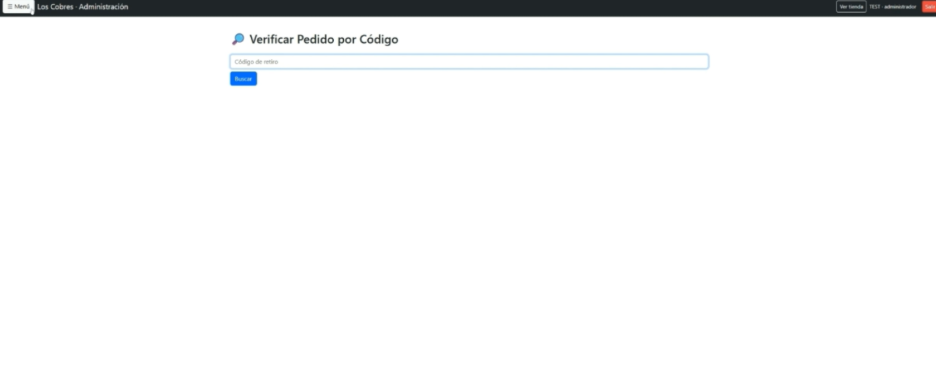 ☰ Menú Los Cobres - Administración Ver tienda TEST - administrador
Verificar Pedido por Código
Código de retiro
Buscar